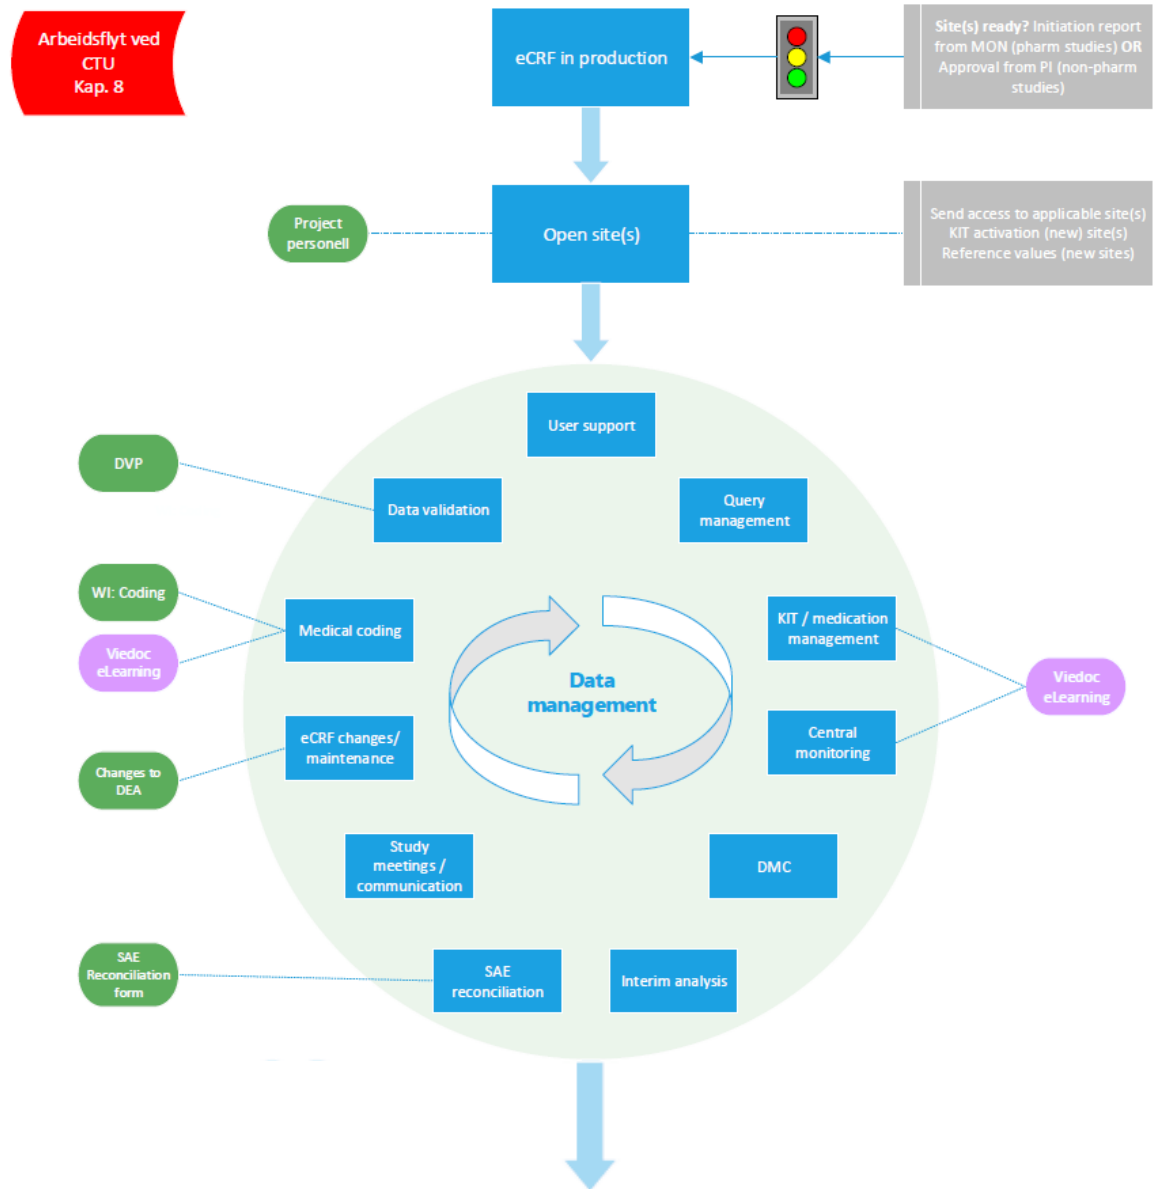 Arbeidsflyt ved
CTU
Kap. 8
eCRF in production
Site(s) ready? Initiation report
from MON (pharm studies) OR
Approval from PI (non-pharm
studies)
Project
personell
Open site(s)
Send access to applicable site(s)
KIT activation (new) site(s)
Reference values (new sites)
User support
DVP
Data validation
Query
management
WI: Coding
Viedoc
eLearning
Medical coding
KIT / medication
management
Data
management
Viedoc
eLearning
eCRF changes/
maintenance
Central
monitoring
Changes to
DEA
Study
meetings /
communication
DMC
SAE
Reconciliation
form
SAE
reconciliation
Interim analysis